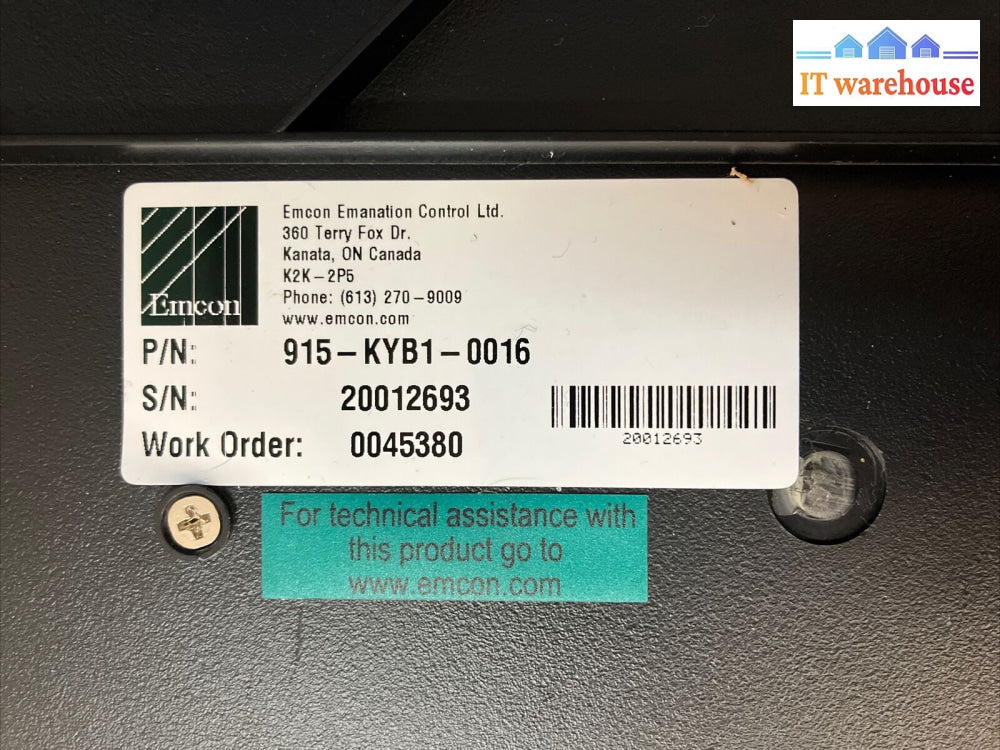 IT warehouse
Emcon
Emcon Emanation Control Ltd.
360 Terry Fox Dr.
Kanata, ON Canada
K2K-2P5
Phone: (613) 270-9009
www.emcon.com
P/N: 915-KYB1-0016
S/N: 20012693
20012693
Work Order: 0045380
For technical assistance with
this product go to
www.emcon.com